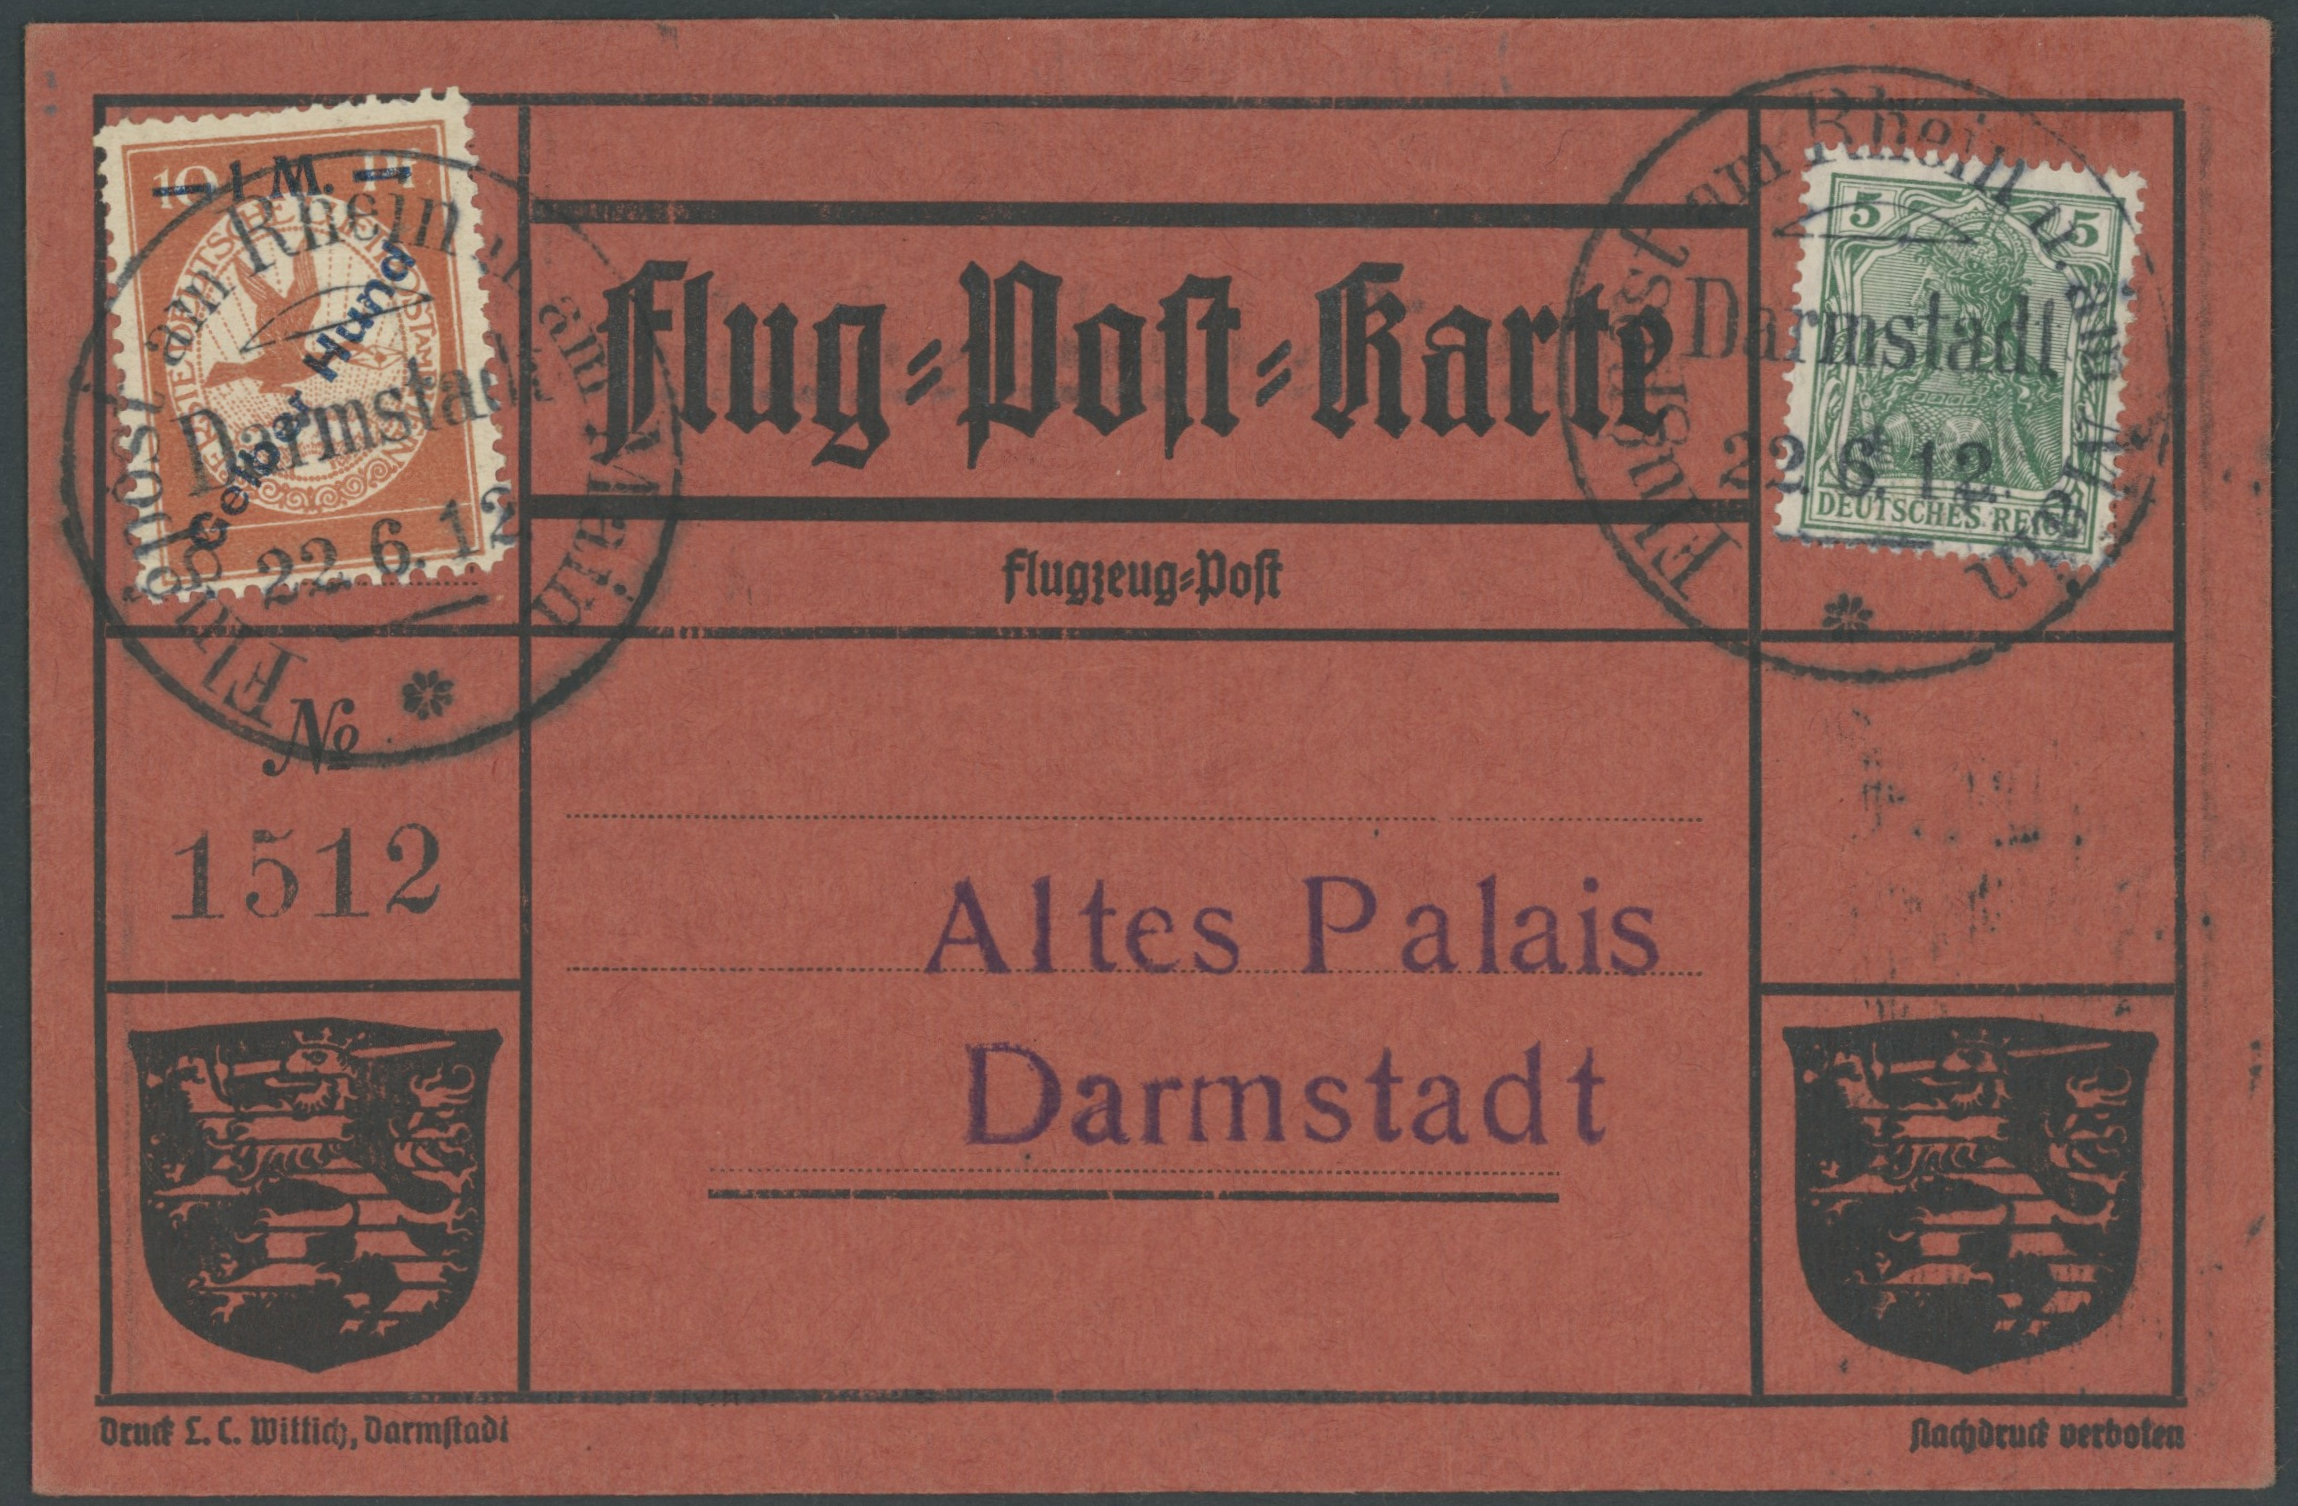 10 Pf
— 1 M. —
Gelber Hund
Flugpost am Rhein u. am Main
Darmstadt
22. 6. 12
Flug-Post-Karte
Flugzeug-Post
Flugpost am Rhein u. am Main
Darmstadt
22. 6. 12.
5 5
DEUTSCHES REICH
№
1512
Altes Palais
Darmstadt
Druck L. C. Wittich, Darmstadt
Nachdruck verboten